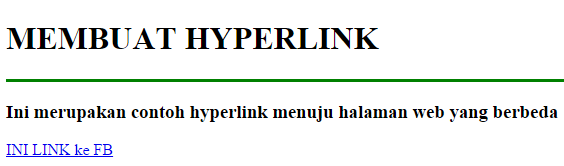 MEMBUAT HYPERLINK
Ini merupakan contoh hyperlink menuju halaman web yang berbeda
INI LINK ke FB